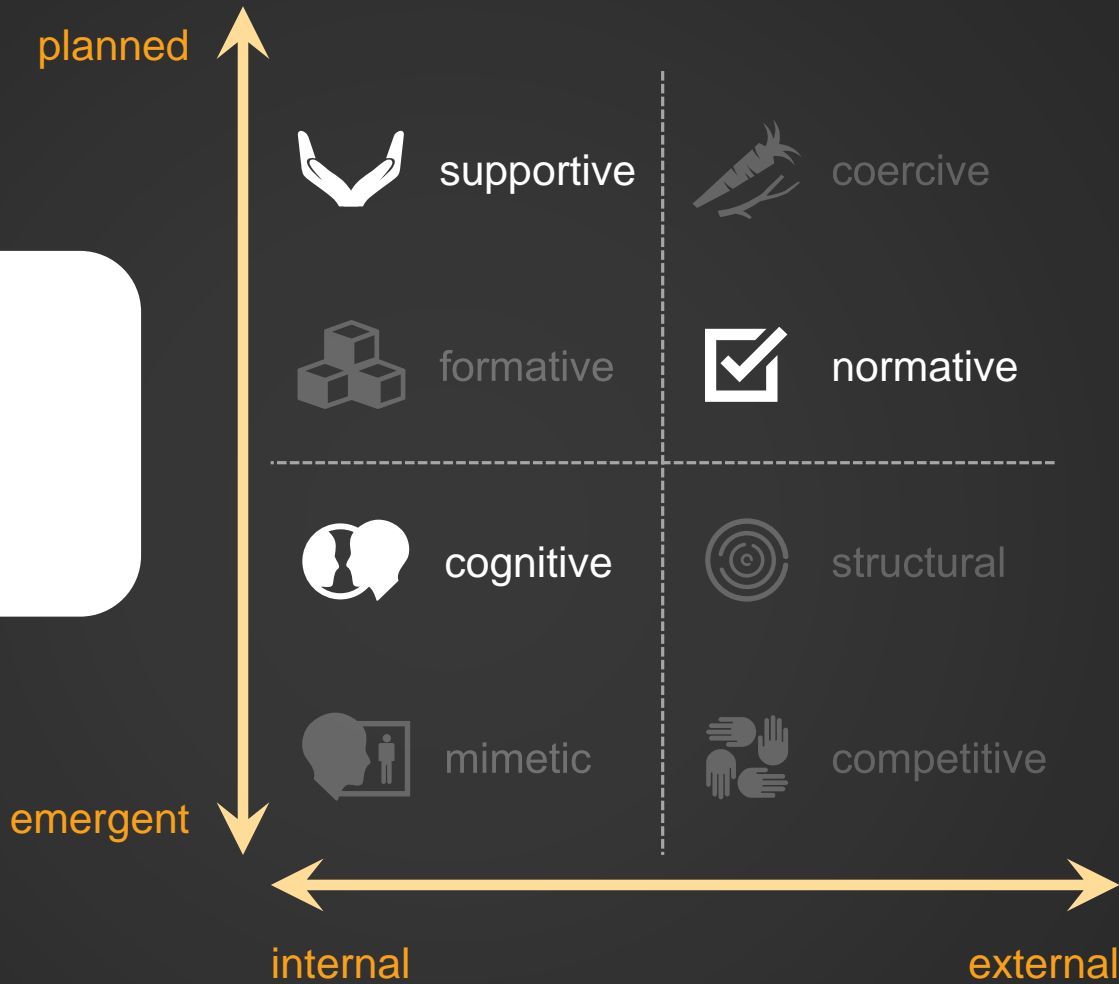 planned
supportive
coercive
formative
normative
cognitive
structural
mimetic
competitive
emergent
internal
external